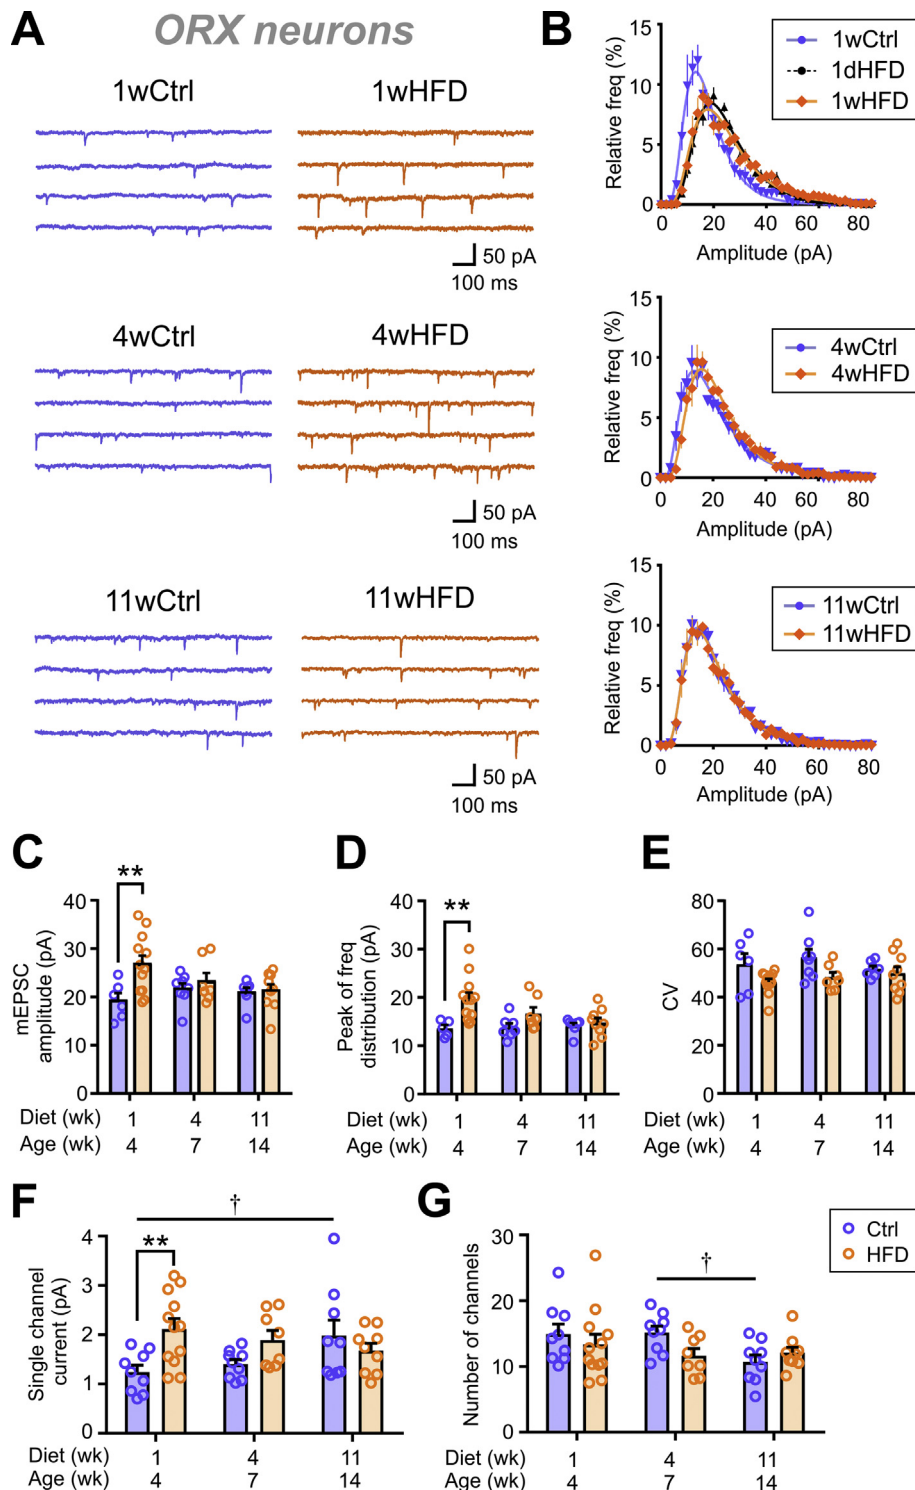 A
ORX neurons
1wCtrl
1wHFD
50 pA
100 ms
4wCtrl
4wHFD
50 pA
100 ms
11wCtrl
11wHFD
50 pA
100 ms
B
Relative freq (%)
15
10
5
0
0 20 40 60 80
Amplitude (pA)
1wCtrl
1dHFD
1wHFD
Relative freq (%)
15
10
5
0
0 20 40 60 80
Amplitude (pA)
4wCtrl
4wHFD
Relative freq (%)
15
10
5
0
0 20 40 60 80
Amplitude (pA)
11wCtrl
11wHFD
C
mEPSC
amplitude (pA)
40
30
20
10
0
**
Diet (wk) 1 4 11
Age (wk) 4 7 14
D
Peak of freq
distribution (pA)
40
30
20
10
0
**
Diet (wk) 1 4 11
Age (wk) 4 7 14
E
CV
80
60
40
20
0
Diet (wk) 1 4 11
Age (wk) 4 7 14
F
Single channel
current (pA)
4
3
2
1
0
**
†
Diet (wk) 1 4 11
Age (wk) 4 7 14
G
Number of channels
30
20
10
0
†
Ctrl
HFD
Diet (wk) 1 4 11
Age (wk) 4 7 14